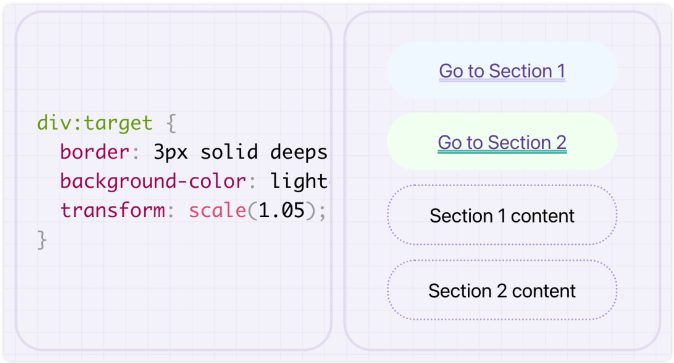 div:target {
border: 3px solid deeps
background-color: light
transform: scale(1.05);
}
Go to Section 1
Go to Section 2
Section 1 content
Section 2 content